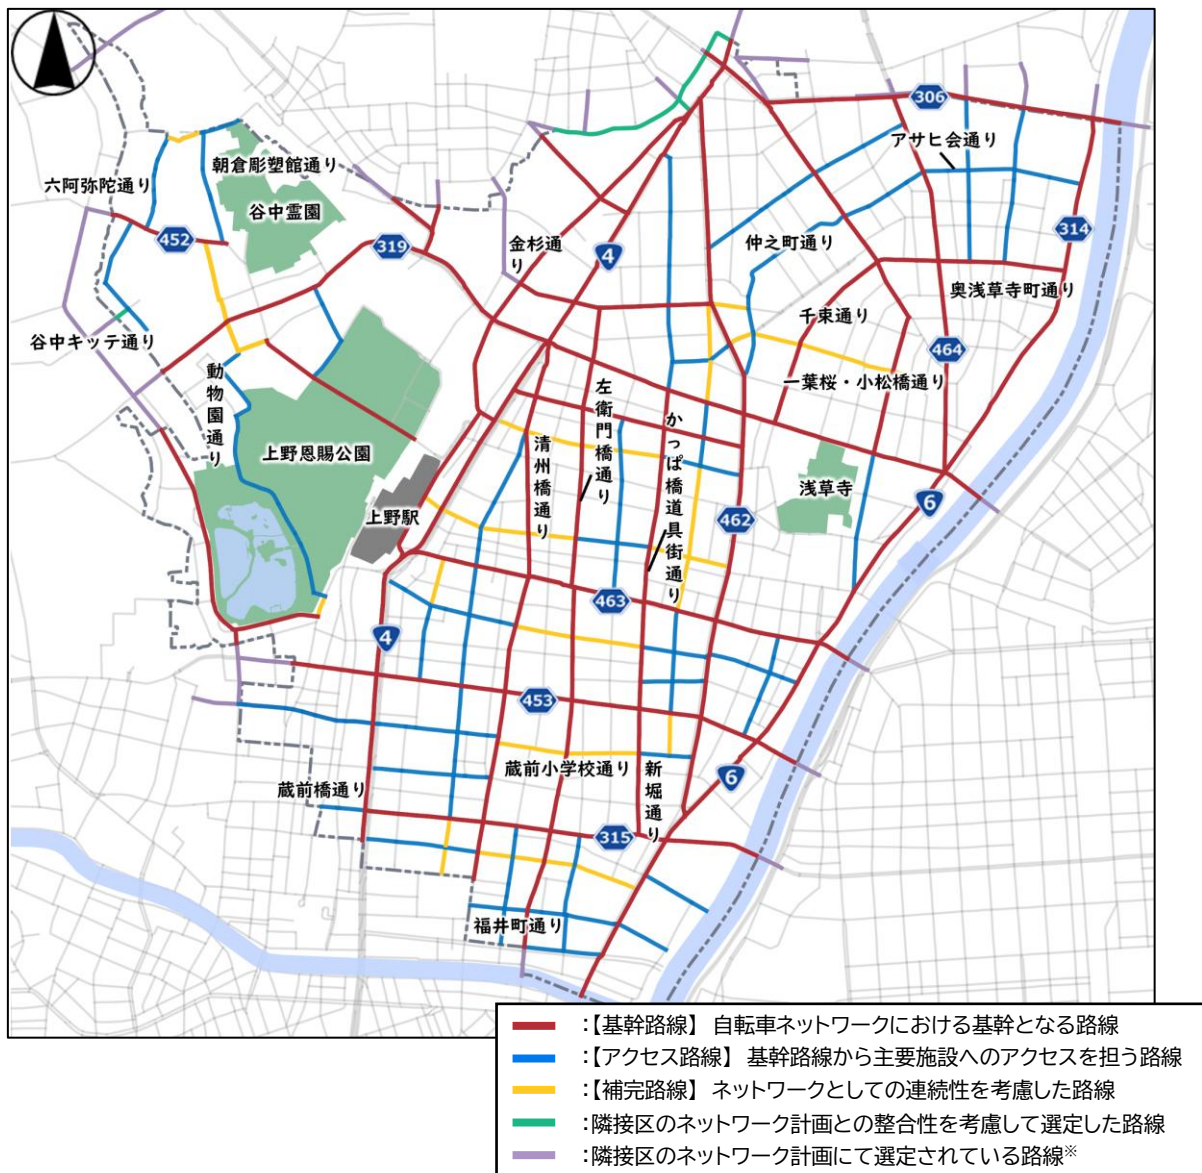 306
アサヒ会通り
朝倉彫塑館通り
六阿弥陀通り
谷中霊園
452
319
金杉通り
4
仲之町通り
314
奥浅草寺町通り
千束通り
464
谷中キッテ通り
動物園通り
一葉桜・小松橋通り
左衛門橋通り
かっぱ橋道具街通り
清州橋通り
上野恩賜公園
浅草寺
6
上野駅
462
463
4
453
蔵前小学校通り
新堀通り
6
蔵前橋通り
315
福井町通り
:【基幹路線】 自転車ネットワークにおける基幹となる路線
:【アクセス路線】 基幹路線から主要施設へのアクセスを担う路線
:【補完路線】 ネットワークとしての連続性を考慮した路線
:隣接区のネットワーク計画との整合性を考慮して選定した路線
:隣接区のネットワーク計画にて選定されている路線※